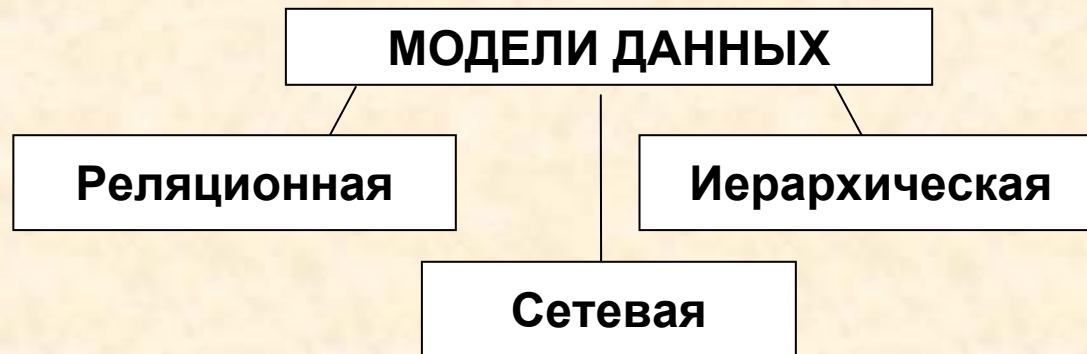 МОДЕЛИ ДАННЫХ
Реляционная
Иерархическая
Сетевая